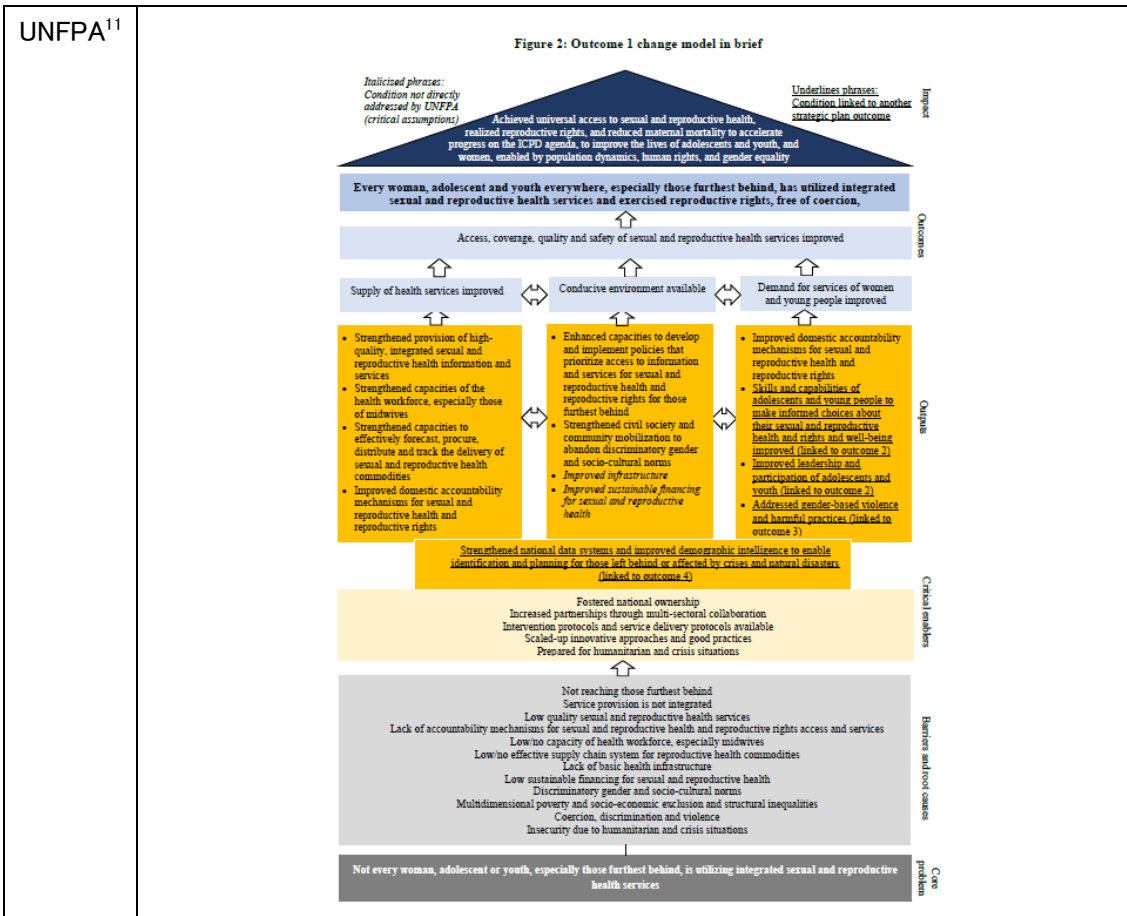 UNFPA11
Figure 2: Outcome 1 change model in brief
Italicised phrases:
Condition not directly
addressed by UNFPA
(critical assumptions)
Underlines phrases:
Condition linked to another
strategic plan outcome
Impact
Achieved universal access to sexual and reproductive health,
realized reproductive rights, and reduced maternal mortality to accelerate
progress on the ICPD agenda, to improve the lives of adolescents and youth, and
women, enabled by population dynamics, human rights, and gender equality
Every woman, adolescent and youth everywhere, especially those furthest behind, has utilized integrated
sexual and reproductive health services and exercised reproductive rights, free of coercion,
Outcomes
Access, coverage, quality and safety of sexual and reproductive health services improved
Supply of health services improved
Conducive environment available
Demand for services of women
and young people improved
• Strengthened provision of high-
quality, integrated sexual and
reproductive health information and
services
• Strengthened capacities of the
health workforce, especially those
of midwives
• Strengthened capacities to
effectively forecast, procure,
distribute and track the delivery of
sexual and reproductive health
commodities
• Improved domestic accountability
mechanisms for sexual and
reproductive health and
reproductive rights
• Enhanced capacities to develop
and implement policies that
prioritize access to information
and services for sexual and
reproductive health and
reproductive rights for those
furthest behind
• Strengthened civil society and
community mobilization to
abandon discriminatory gender
and socio-cultural norms
• Improved infrastructure
• Improved sustainable financing
for sexual and reproductive
health
• Improved domestic accountability
mechanisms for sexual and
reproductive health and
reproductive rights
• Skills and capabilities of
adolescents and young people to
make informed choices about
their sexual and reproductive
health and rights and well-being
improved (linked to outcome 2)
• Improved leadership and
participation of adolescents and
youth (linked to outcome 2)
• Addressed gender-based violence
and harmful practices (linked to
outcome 3)
Outputs
Strengthened national data systems and improved demographic intelligence to enable
identification and planning for those left behind or affected by crises and natural disasters
(linked to outcome 4)
Fostered national ownership
Increased partnerships through multi-sectoral collaboration
Intervention protocols and service delivery protocols available
Scaled-up innovative approaches and good practices
Prepared for humanitarian and crisis situations
Critical enablers
Not reaching those furthest behind
Service provision is not integrated
Low quality sexual and reproductive health services
Lack of accountability mechanisms for sexual and reproductive health and reproductive rights access and services
Low/no capacity of health workforce, especially midwives
Low/no effective supply chain system for reproductive health commodities
Lack of basic health infrastructure
Low sustainable financing for sexual and reproductive health
Discriminatory gender and socio-cultural norms
Multidimensional poverty and socio-economic exclusion and structural inequalities
Coercion, discrimination and violence
Insecurity due to humanitarian and crisis situations
Barriers and root causes
Not every woman, adolescent or youth, especially those furthest behind, is utilizing integrated sexual and reproductive
health services
Core
problem